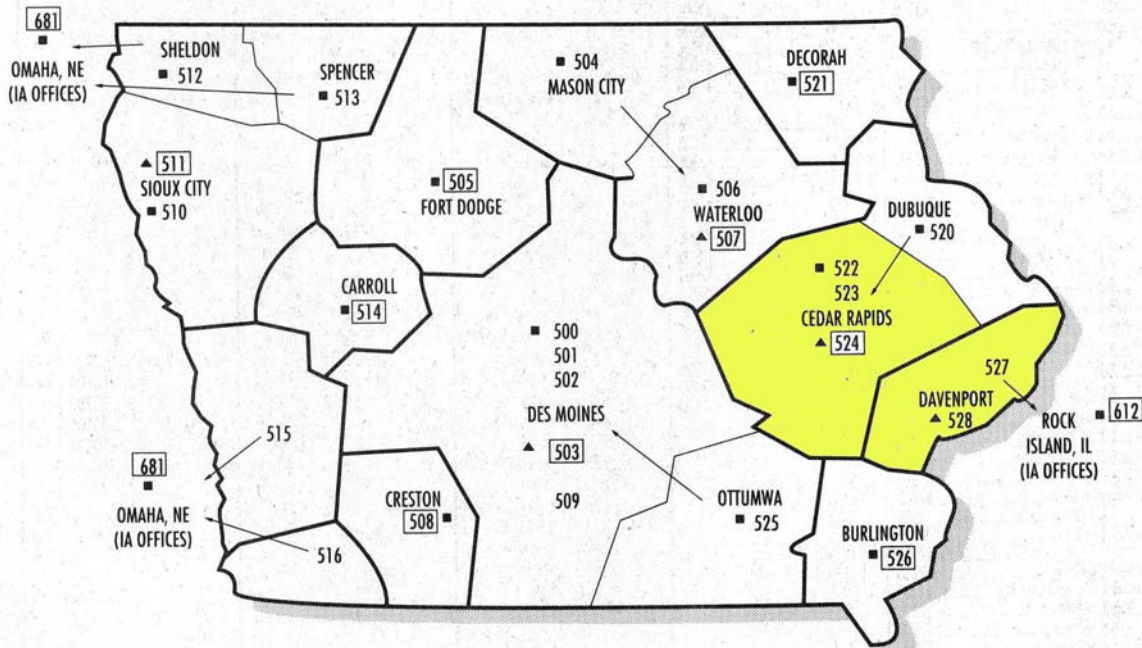 681
OMAHA, NE
(IA OFFICES)
SHELDON
512
SPENCER
513
504
MASON CITY
DECORAH
521
511
SIOUX CITY
510
505
FORT DODGE
506
WATERLOO
507
DUBUQUE
520
CARROLL
514
500
501
502
DES MOINES
503
509
522
523
CEDAR RAPIDS
524
527
DAVENPORT
528
612
ROCK
ISLAND, IL
(IA OFFICES)
515
681
OMAHA, NE
(IA OFFICES)
516
CRESTON
508
OTTUMWA
525
BURLINGTON
526